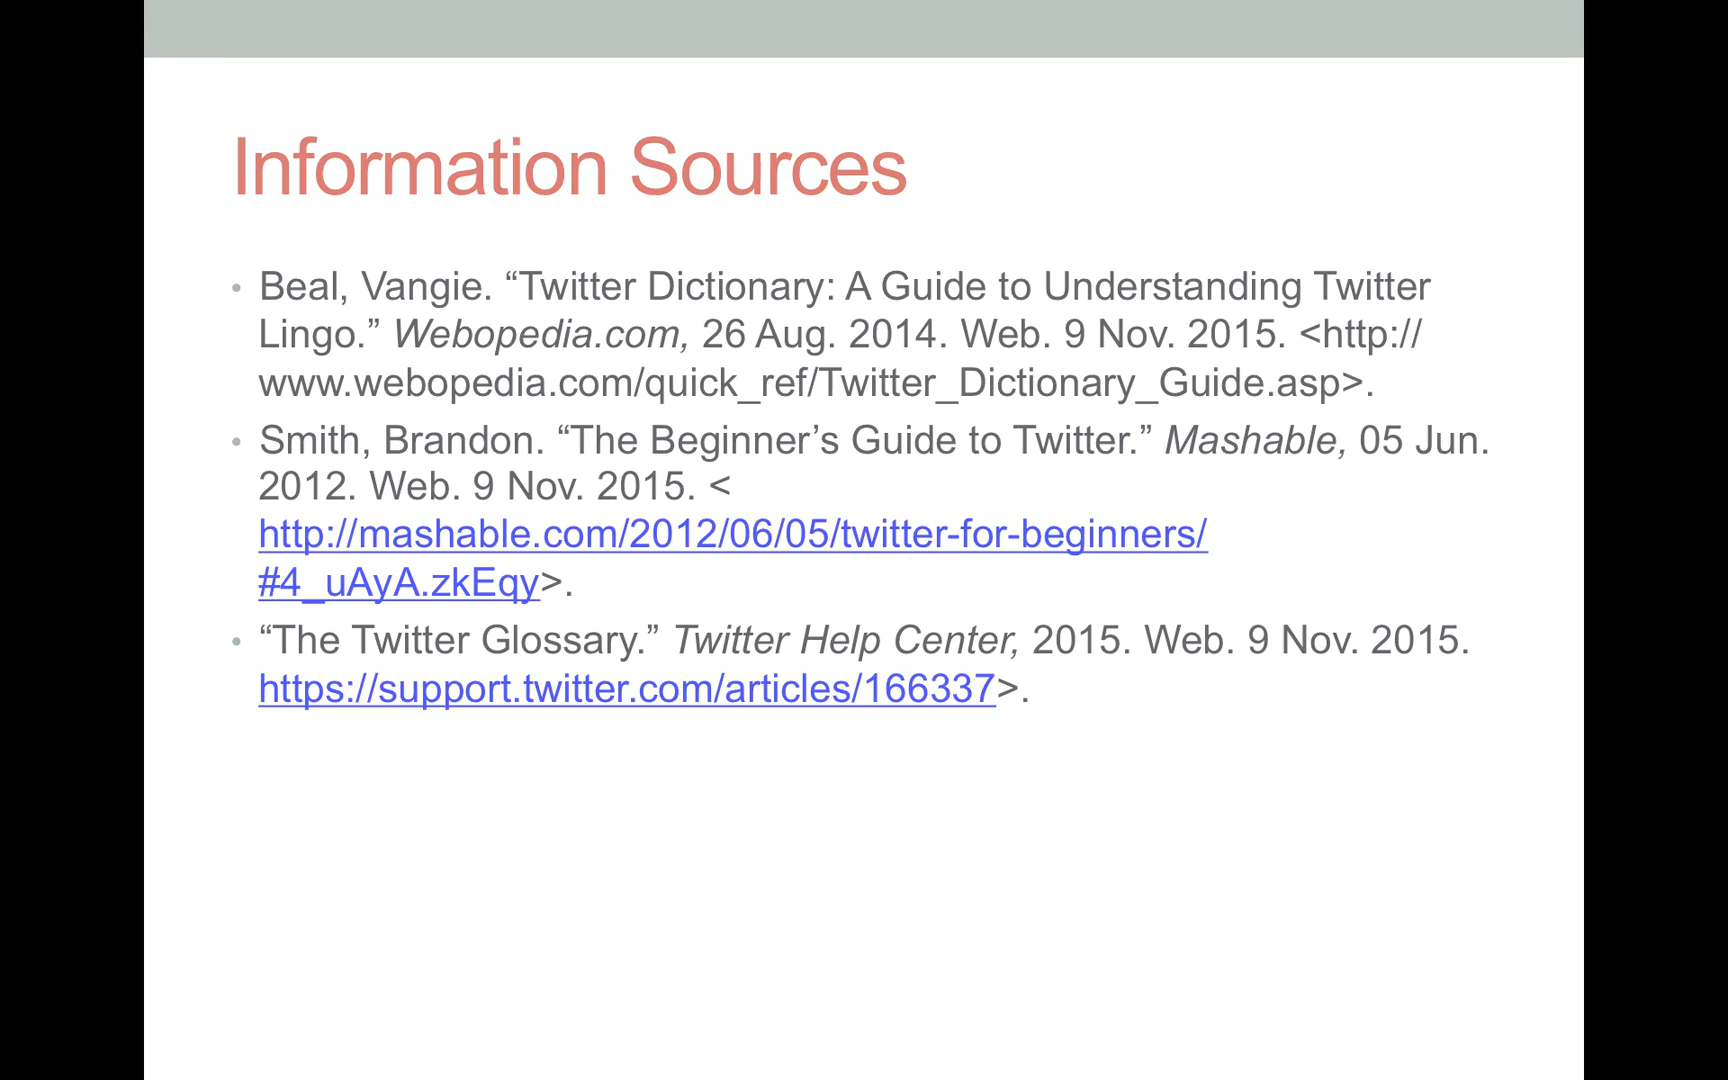 Information Sources
• Beal, Vangie. “Twitter Dictionary: A Guide to Understanding Twitter
Lingo.” Webopedia.com, 26 Aug. 2014. Web. 9 Nov. 2015. <http://
www.webopedia.com/quick_ref/Twitter_Dictionary_Guide.asp>.
• Smith, Brandon. “The Beginner’s Guide to Twitter.” Mashable, 05 Jun.
2012. Web. 9 Nov. 2015. <
http://mashable.com/2012/06/05/twitter-for-beginners/
#4_uAyA.zkEqy>.
• “The Twitter Glossary.” Twitter Help Center, 2015. Web. 9 Nov. 2015.
https://support.twitter.com/articles/166337>.